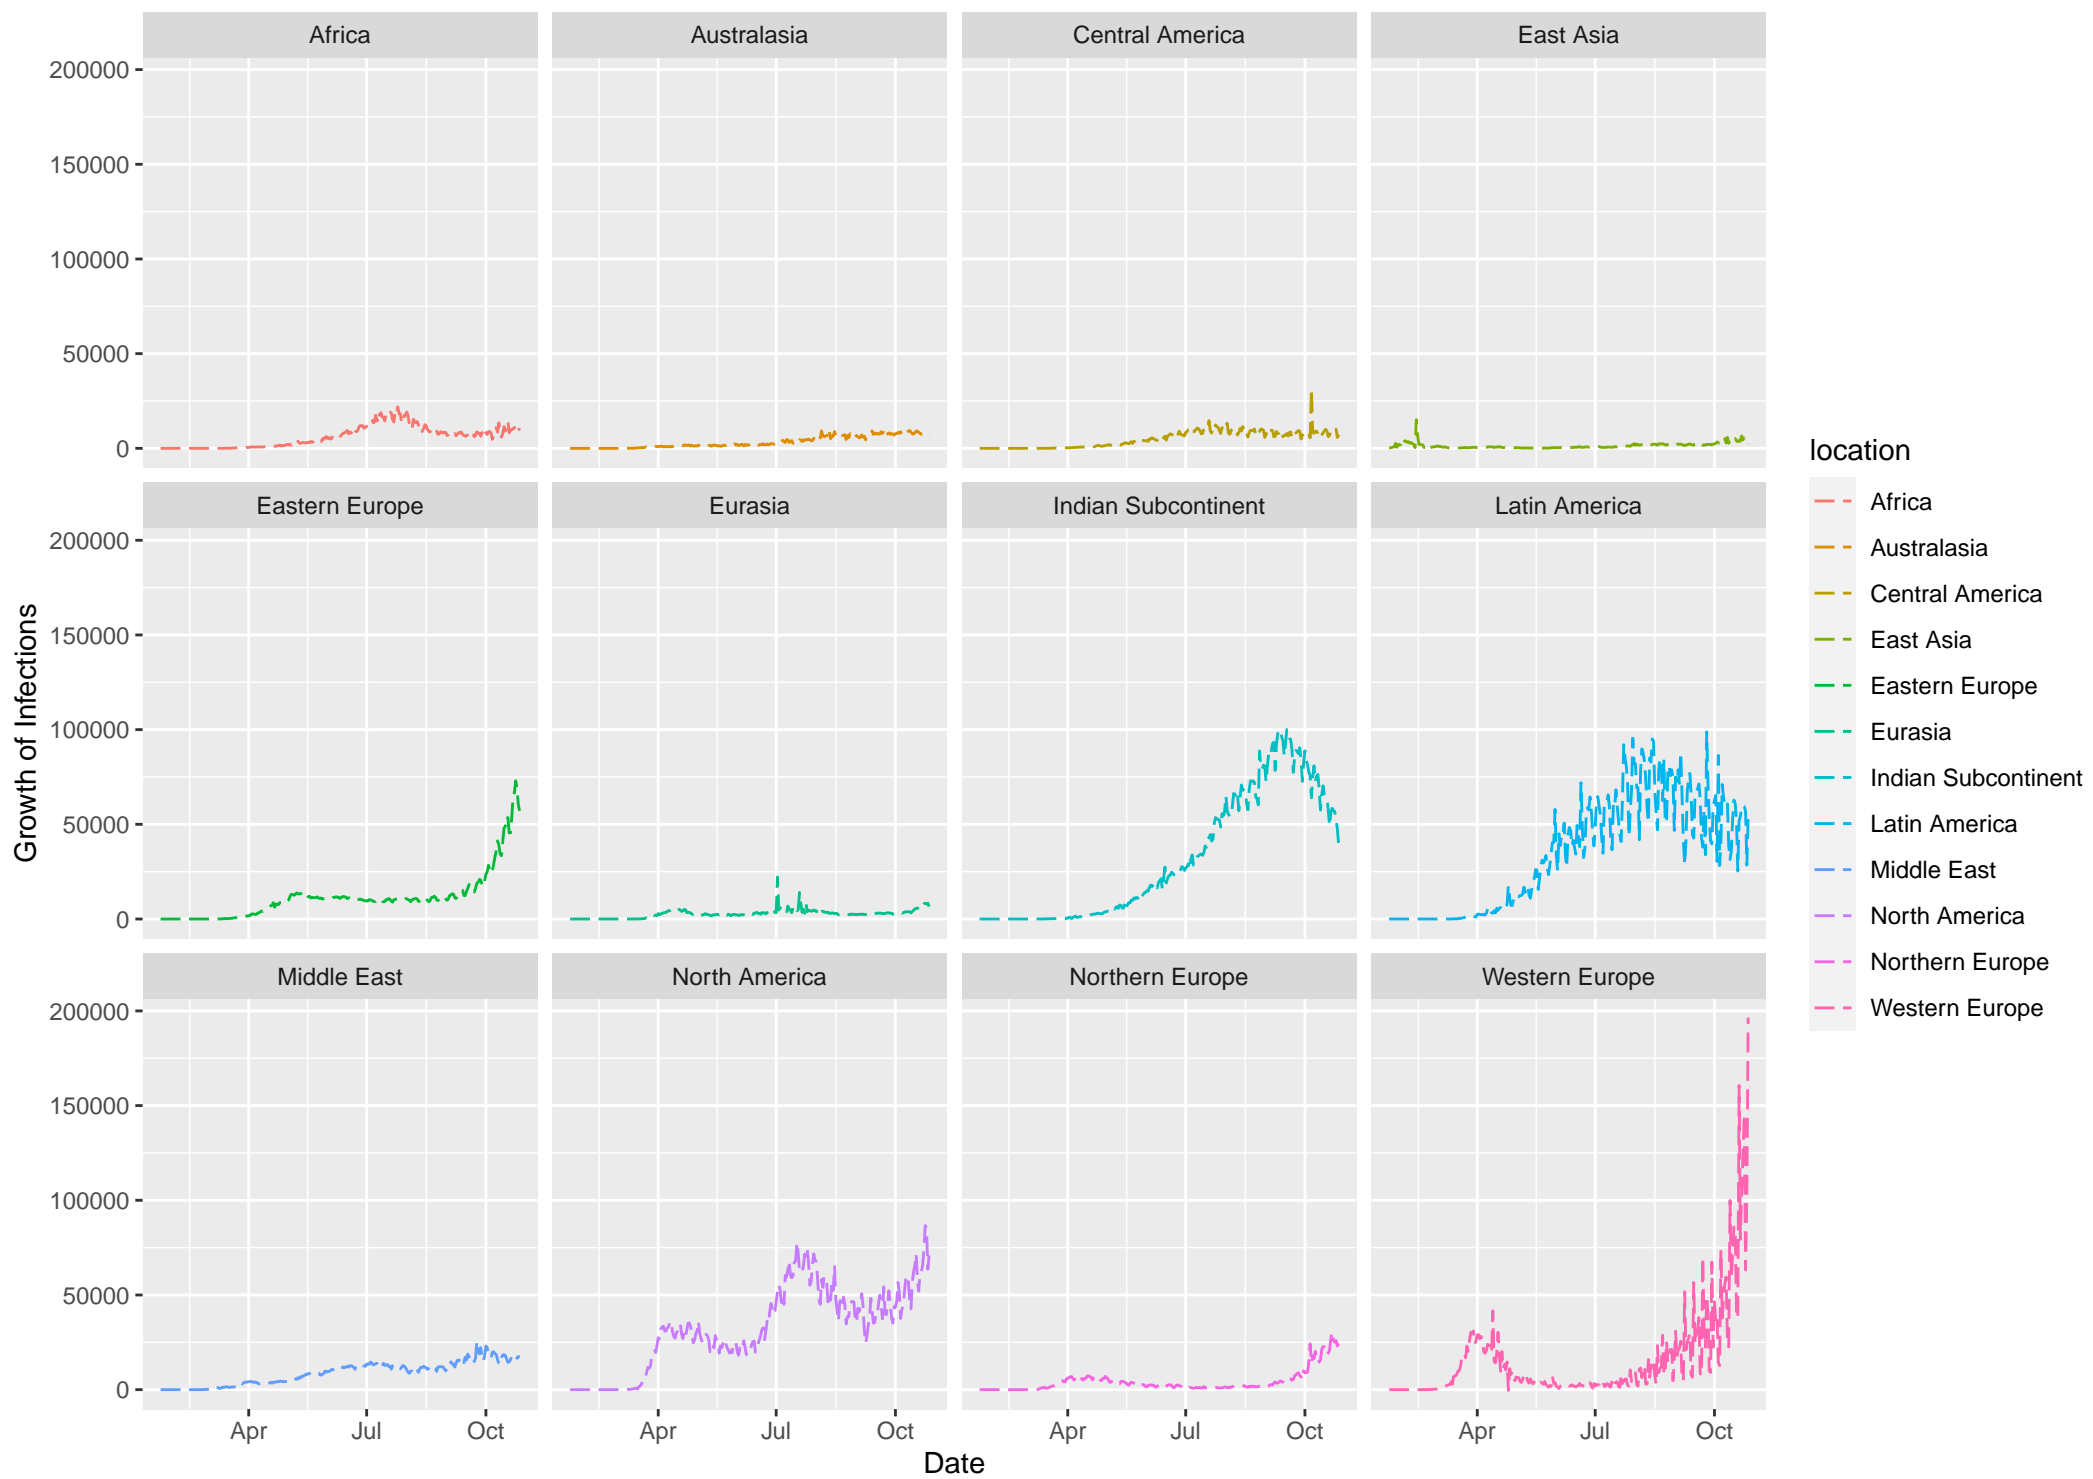 Africa
Australasia
Central America
East Asia
200000
150000
100000
50000
0
Eastern Europe
Eurasia
Indian Subcontinent
Latin America
200000
150000
100000
50000
0
Middle East
North America
Northern Europe
Western Europe
200000
150000
100000
50000
0
Apr Jul Oct
Apr Jul Oct
Apr Jul Oct
Apr Jul Oct
Date
Growth of Infections
location
Africa
Australasia
Central America
East Asia
Eastern Europe
Eurasia
Indian Subcontinent
Latin America
Middle East
North America
Northern Europe
Western Europe